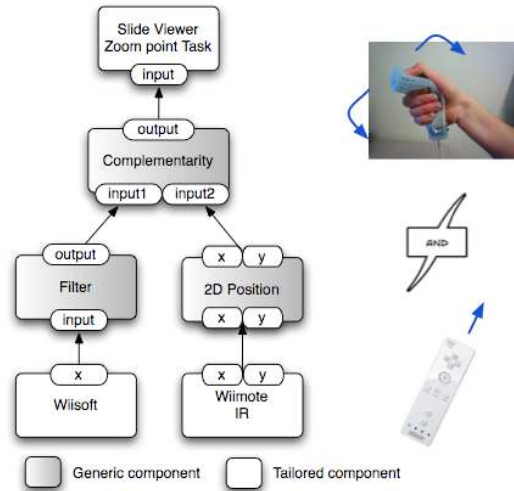 Slide Viewer
Zoom point Task
input
output
Complementarity
input1 input2
AND
output
Filter
input
x y
2D Position
x y
x
Wiisoft
x y
Wiimote
IR
Generic component
Tailored component